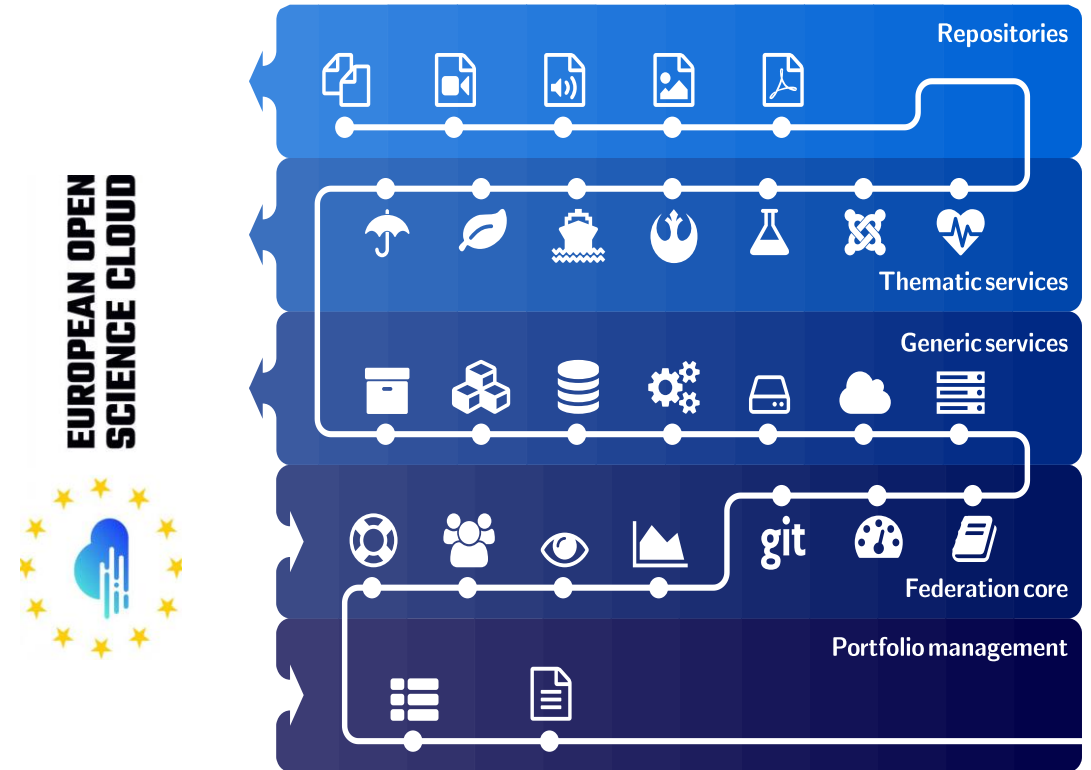 EUROPEAN OPEN
SCIENCE CLOUD
Repositories
Thematic services
Generic services
git
Federation core
Portfolio management